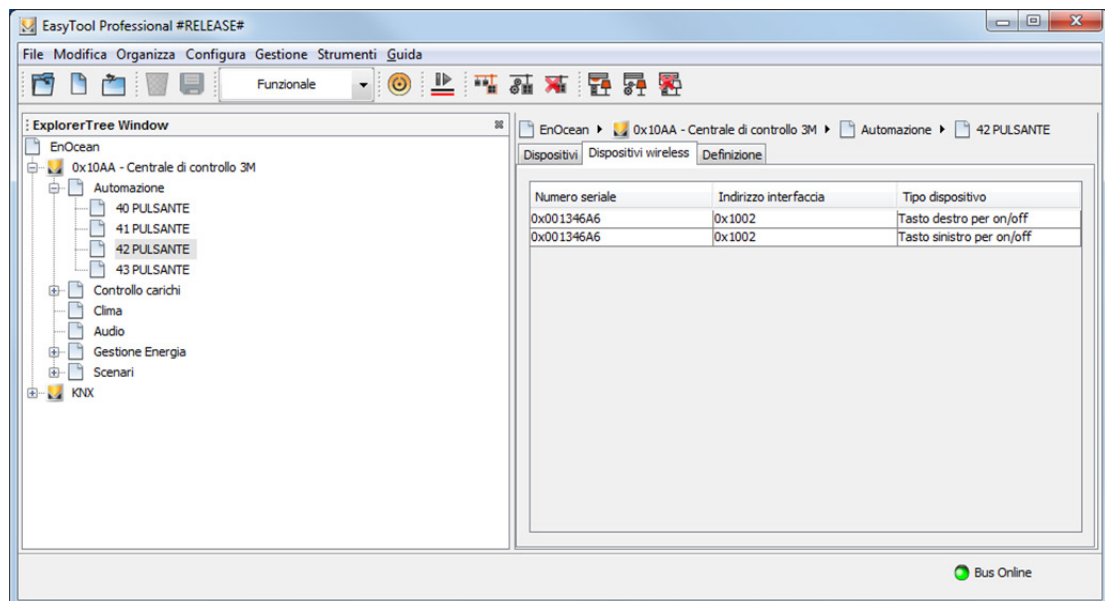 EasyTool Professional #RELEASE#
File Modifica Organizza Configura Gestione Strumenti Guida
Funzionale
ExplorerTree Window
EnOcean
0x10AA - Centrale di controllo 3M
Automazione
40 PULSANTE
41 PULSANTE
42 PULSANTE
43 PULSANTE
Controllo carichi
Clima
Audio
Gestione Energia
Scenari
KNX
EnOcean 0x10AA - Centrale di controllo 3M Automazione 42 PULSANTE
Dispositivi Dispositivi wireless Definizione
Numero seriale Indirizzo interfaccia Tipo dispositivo
0x001346A6 0x1002 Tasto destro per on/off
0x001346A6 0x1002 Tasto sinistro per on/off
Bus Online